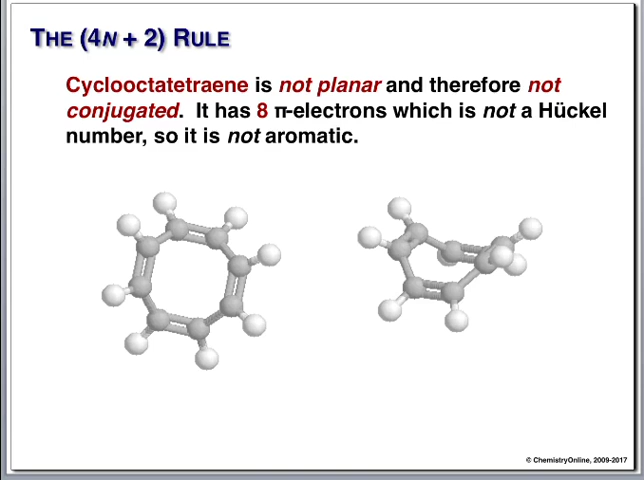 THE (4N + 2) RULE
Cyclooctatetraene is not planar and therefore not
conjugated. It has 8 π-electrons which is not a Hückel
number, so it is not aromatic.
© ChemistryOnline, 2009-2017